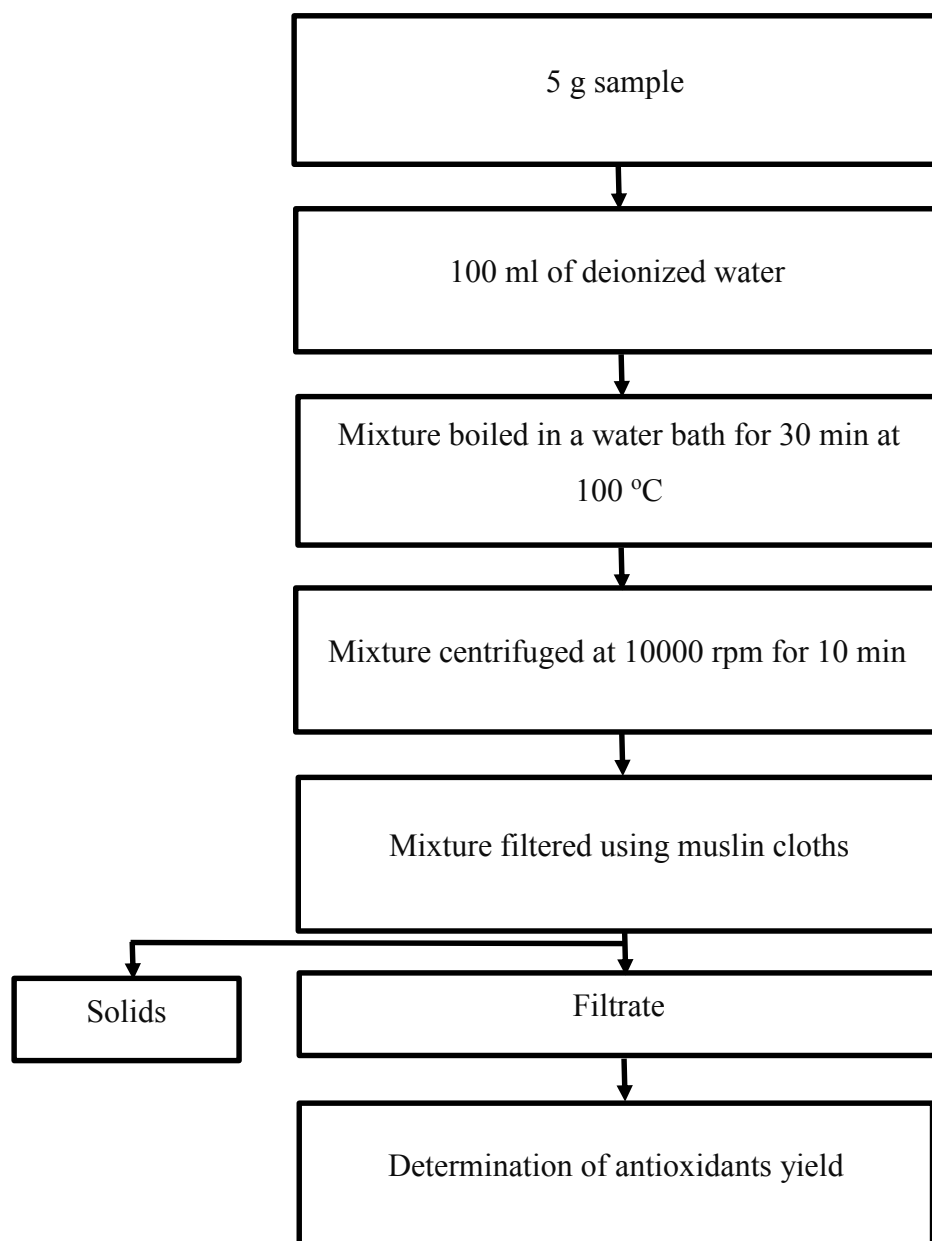 5 g sample
100 ml of deionized water
Mixture boiled in a water bath for 30 min at
100 ºC
Mixture centrifuged at 10000 rpm for 10 min
Mixture filtered using muslin cloths
Solids
Filtrate
Determination of antioxidants yield